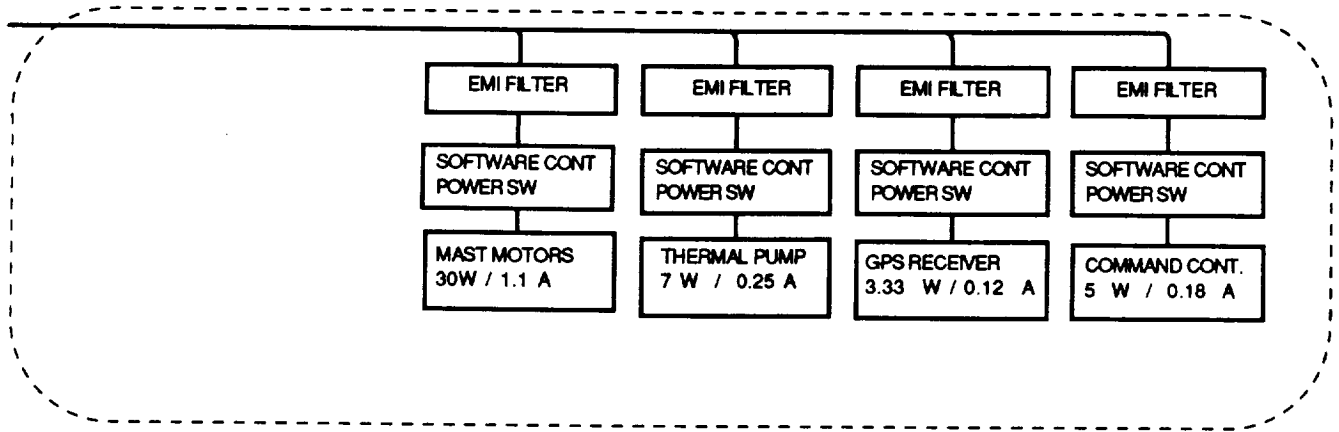 EMI FILTER
EMI FILTER
EMI FILTER
EMI FILTER
SOFTWARE CONT
POWER SW
SOFTWARE CONT
POWER SW
SOFTWARE CONT
POWER SW
SOFTWARE CONT
POWER SW
MAST MOTORS
30W / 1.1 A
THERMAL PUMP
7 W / 0.25 A
GPS RECEIVER
3.33 W / 0.12 A
COMMAND CONT.
5 W / 0.18 A